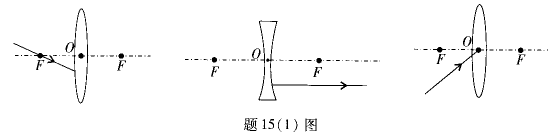 O O O
F F F F F F
题15(1)图